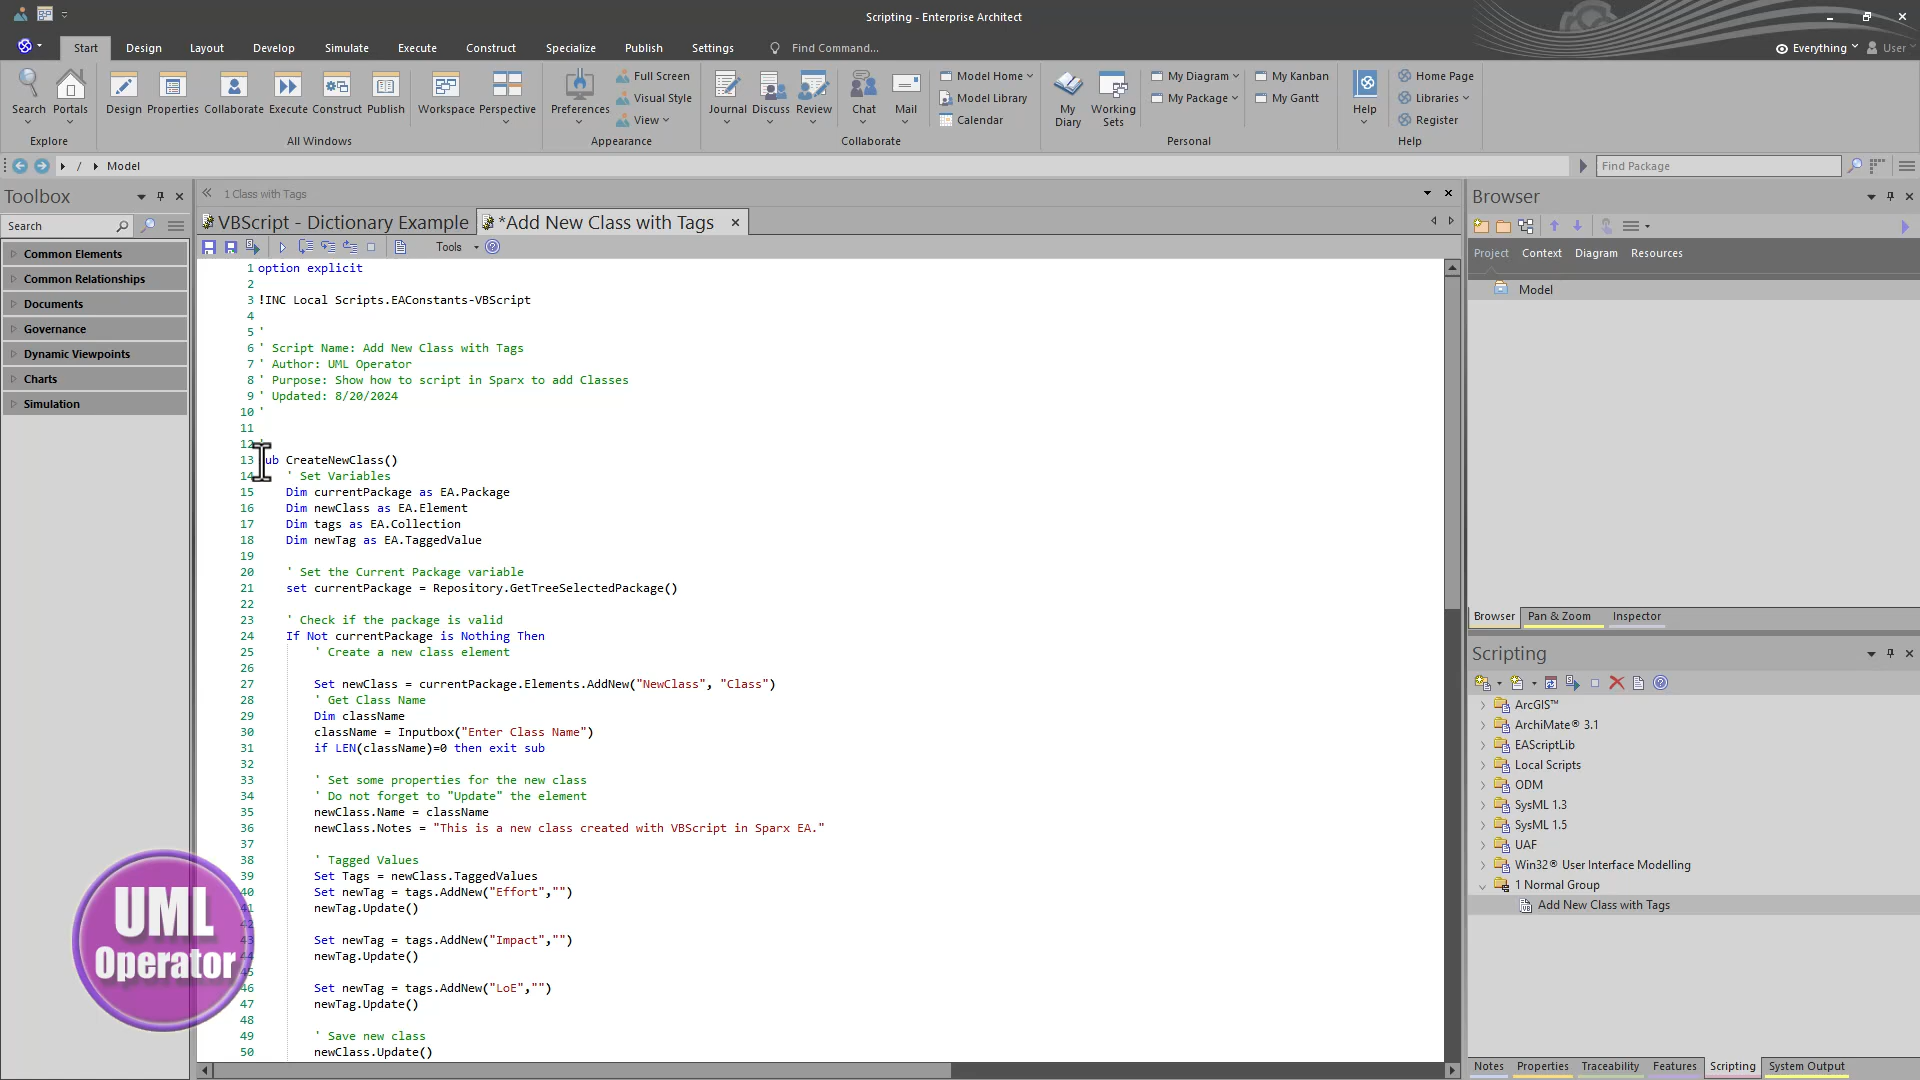 Scripting - Enterprise Architect
Start Design Layout Develop Simulate Execute Construct Specialize Publish Settings Find Command... Everything User
Search Portals Design Properties Collaborate Execute Construct Publish Workspace Perspective Preferences Full Screen Journal Discuss Review Chat Mail Model Home My Diary Working Sets My Diagram My Kanban Help Home Page
Visual Style Model Library My Package My Gantt Libraries
View Calendar Register
Explore All Windows Appearance Collaborate Personal Help
/ Model Find Package
Toolbox
Search
Common Elements
Common Relationships
Documents
Governance
Dynamic Viewpoints
Charts
Simulation
1 Class with Tags
VBScript - Dictionary Example *Add New Class with Tags
Tools
1 option explicit
2
3 !INC Local Scripts.EAConstants-VBScript
4
5 '
6 ' Script Name: Add New Class with Tags
7 ' Author: UML Operator
8 ' Purpose: Show how to script in Sparx to add Classes
9 ' Updated: 8/20/2024
10 '
11
12 '
13 ub CreateNewClass()
14 ' Set Variables
15 Dim currentPackage as EA.Package
16 Dim newClass as EA.Element
17 Dim tags as EA.Collection
18 Dim newTag as EA.TaggedValue
19
20 ' Set the Current Package variable
21 set currentPackage = Repository.GetTreeSelectedPackage()
22
23 ' Check if the package is valid
24 If Not currentPackage is Nothing Then
25 ' Create a new class element
26
27 Set newClass = currentPackage.Elements.AddNew("NewClass", "Class")
28 ' Get Class Name
29 Dim className
30 className = Inputbox("Enter Class Name")
31 if LEN(className)=0 then exit sub
32
33 ' Set some properties for the new class
34 ' Do not forget to "Update" the element
35 newClass.Name = className
36 newClass.Notes = "This is a new class created with VBScript in Sparx EA."
37
38 ' Tagged Values
39 Set Tags = newClass.TaggedValues
40 Set newTag = tags.AddNew("Effort","")
41 newTag.Update()
42
43 Set newTag = tags.AddNew("Impact","")
44 newTag.Update()
45
46 Set newTag = tags.AddNew("LoE","")
47 newTag.Update()
48
49 ' Save new class
50 newClass.Update()
UML
Operator
Browser
Project Context Diagram Resources
Model
Browser Pan & Zoom Inspector
Scripting
ArcGIS™
ArchiMate® 3.1
EAScriptLib
Local Scripts
ODM
SysML 1.3
SysML 1.5
UAF
Win32® User Interface Modelling
1 Normal Group
Add New Class with Tags
Notes Properties Traceability Features Scripting System Output